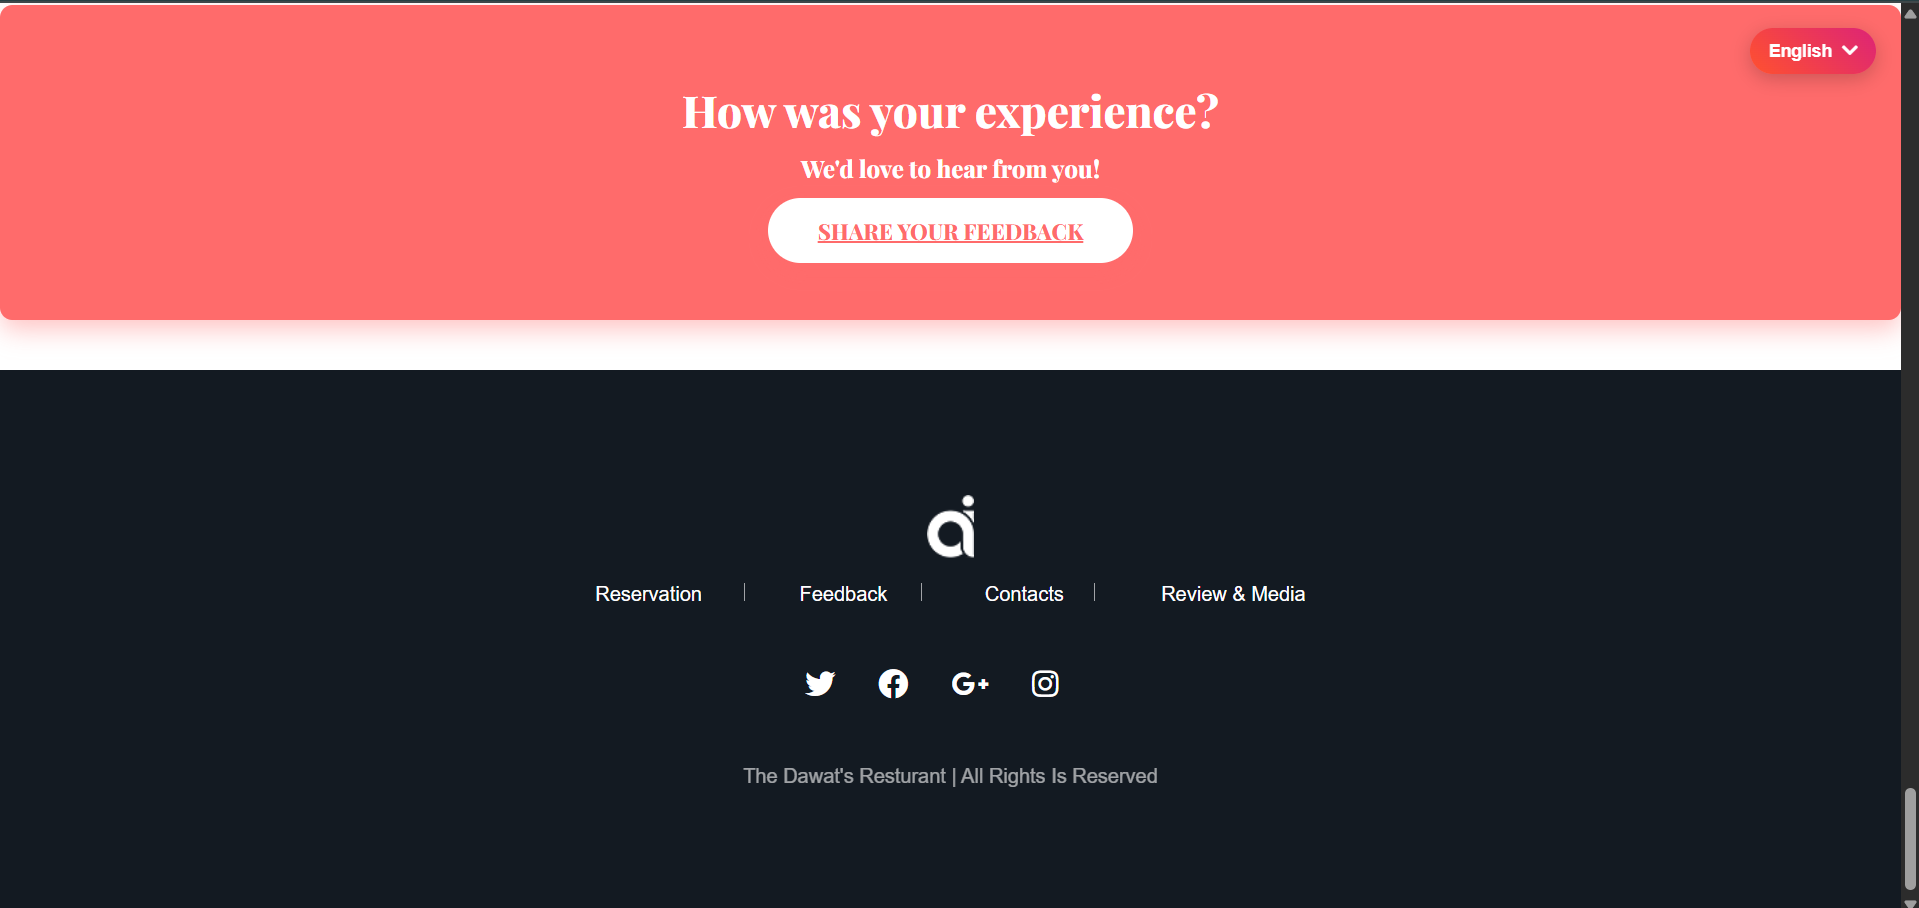 English
How was your experience?
We'd love to hear from you!
SHARE YOUR FEEDBACK
ai
Reservation | Feedback | Contacts | Review & Media
G+
The Dawat's Resturant | All Rights Is Reserved